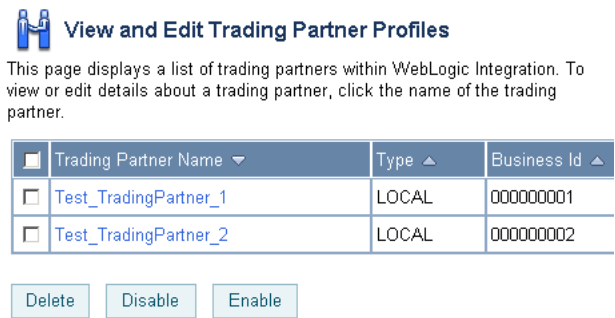 View and Edit Trading Partner Profiles
This page displays a list of trading partners within WebLogic Integration. To
view or edit details about a trading partner, click the name of the trading
partner.
Trading Partner Name Type Business Id
Test_TradingPartner_1 LOCAL 000000001
Test_TradingPartner_2 LOCAL 000000002
Delete Disable Enable